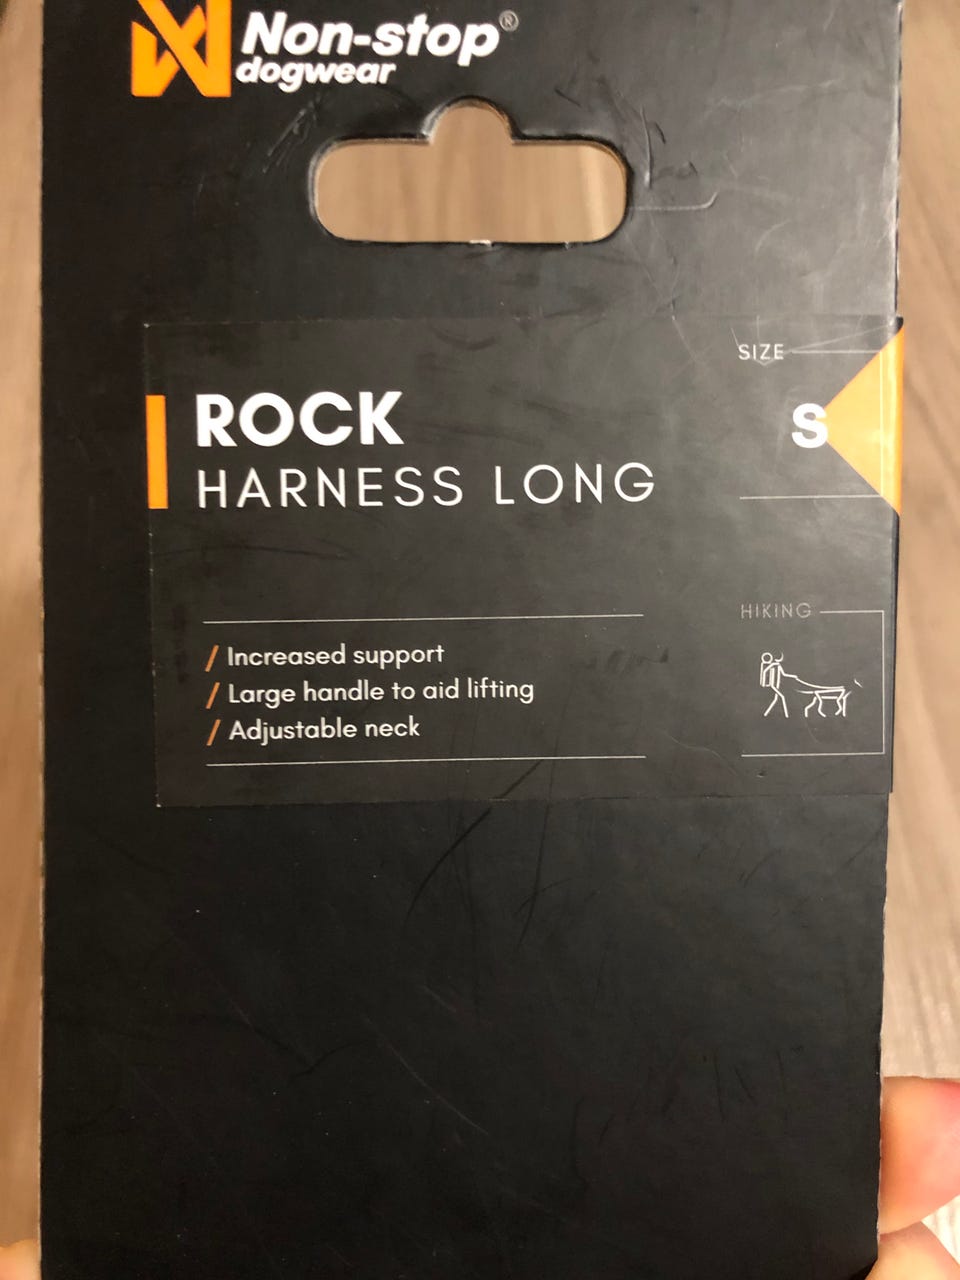 Non-stop®
dogwear
SIZE
S
ROCK
HARNESS LONG
HIKING
/ Increased support
/ Large handle to aid lifting
/ Adjustable neck